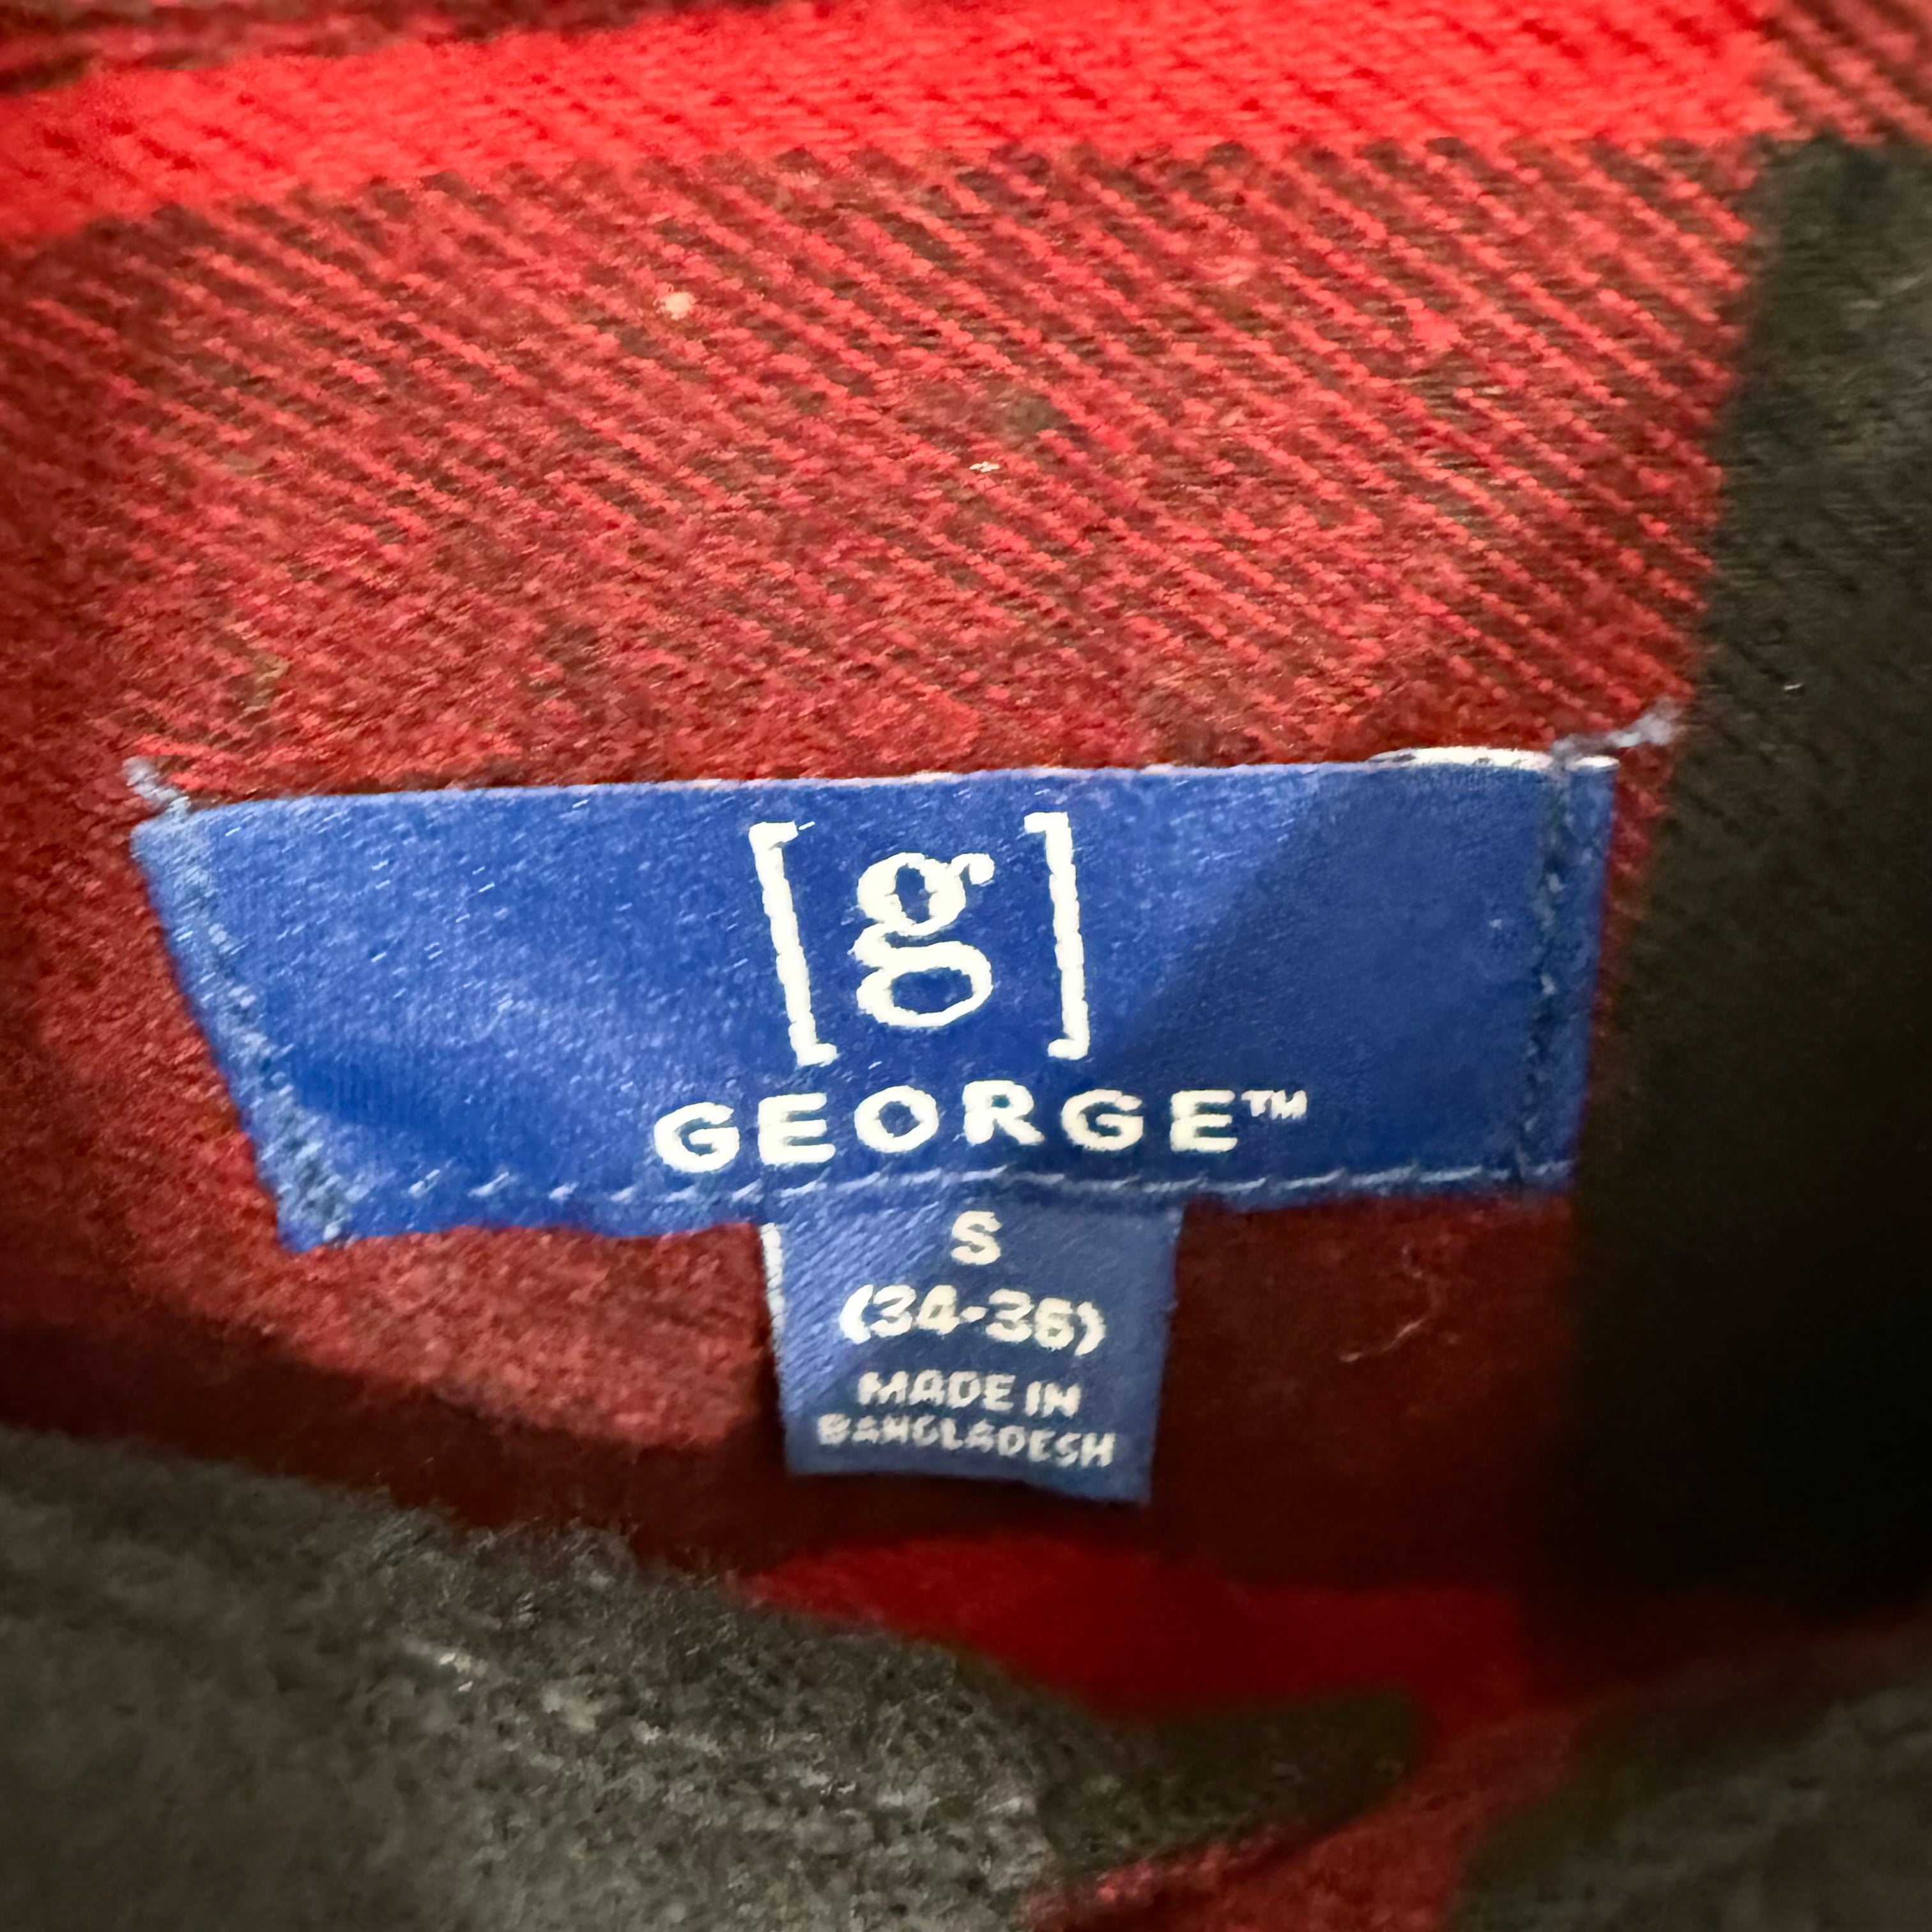 [g]
GEORGE™
S
(34-36)
MADE IN
BANGLADESH